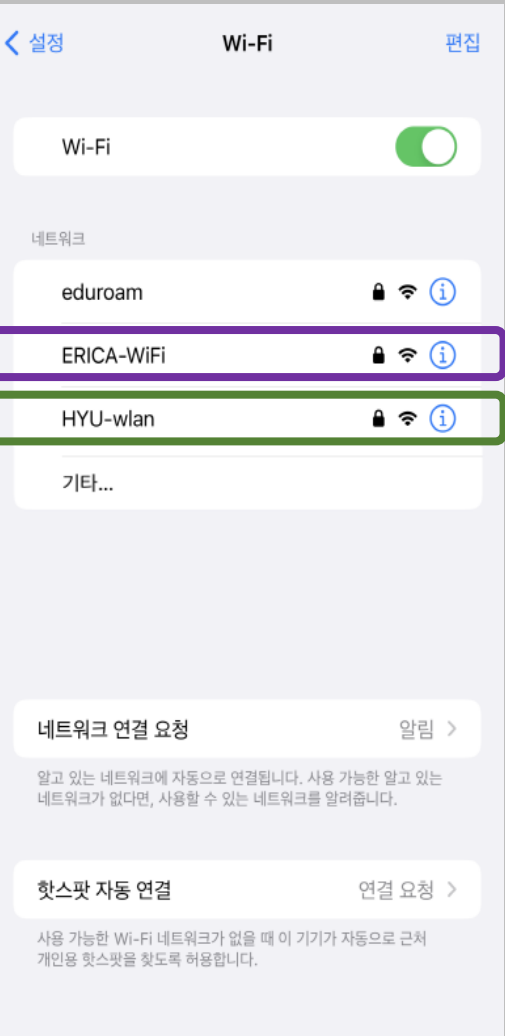 설정
Wi-Fi
편집
Wi-Fi
네트워크
eduroam
ERICA-WiFi
HYU-wlan
기타...
네트워크 연결 요청
알림
알고 있는 네트워크에 자동으로 연결됩니다. 사용 가능한 알고 있는
네트워크가 없다면, 사용할 수 있는 네트워크를 알려줍니다.
핫스팟 자동 연결
연결 요청
사용 가능한 Wi-Fi 네트워크가 없을 때 이 기기가 자동으로 근처
개인용 핫스팟을 찾도록 허용합니다.